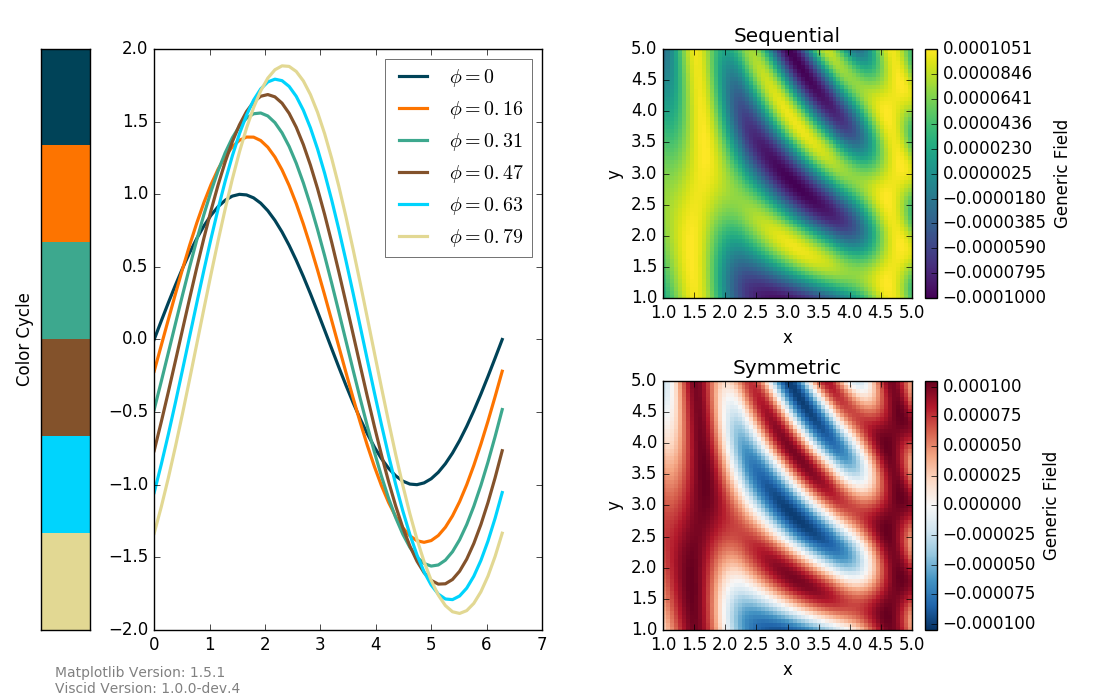 Color Cycle
2.0
1.5
1.0
0.5
0.0
−0.5
−1.0
−1.5
−2.0
0 1 2 3 4 5 6 7
ϕ = 0
ϕ = 0.16
ϕ = 0.31
ϕ = 0.47
ϕ = 0.63
ϕ = 0.79
Matplotlib Version: 1.5.1
Viscid Version: 1.0.0-dev.4
Sequential
y
5.0
4.5
4.0
3.5
3.0
2.5
2.0
1.5
1.0
1.0 1.5 2.0 2.5 3.0 3.5 4.0 4.5 5.0
x
0.0001051
0.0000846
0.0000641
0.0000436
0.0000230
0.0000025
−0.0000180
−0.0000385
−0.0000590
−0.0000795
−0.0001000
Generic Field
Symmetric
y
5.0
4.5
4.0
3.5
3.0
2.5
2.0
1.5
1.0
1.0 1.5 2.0 2.5 3.0 3.5 4.0 4.5 5.0
x
0.000100
0.000075
0.000050
0.000025
0.000000
−0.000025
−0.000050
−0.000075
−0.000100
Generic Field